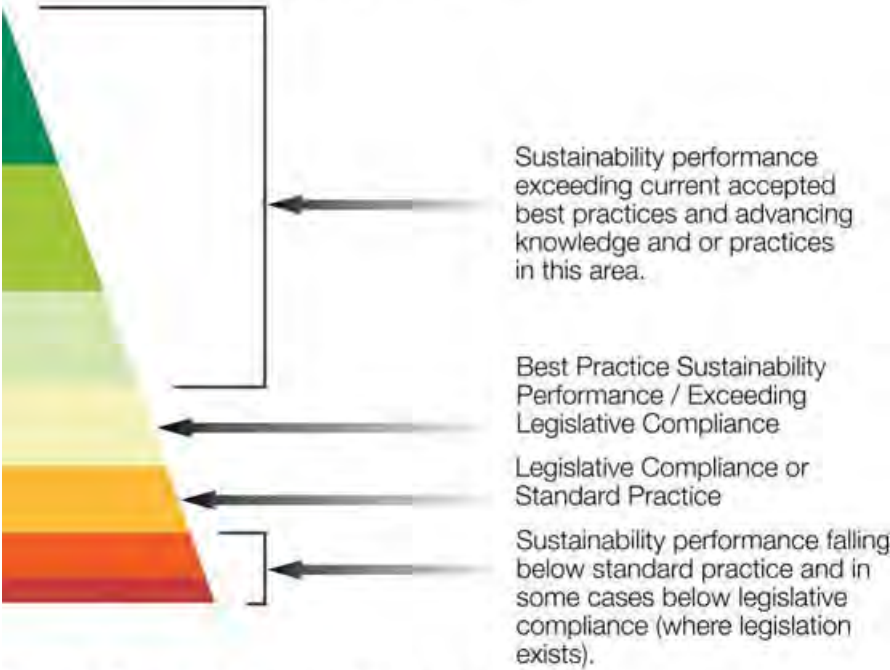 Sustainability performance
exceeding current accepted
best practices and advancing
knowledge and or practices
in this area.
Best Practice Sustainability
Performance / Exceeding
Legislative Compliance
Legislative Compliance or
Standard Practice
Sustainability performance falling
below standard practice and in
some cases below legislative
compliance (where legislation
exists).